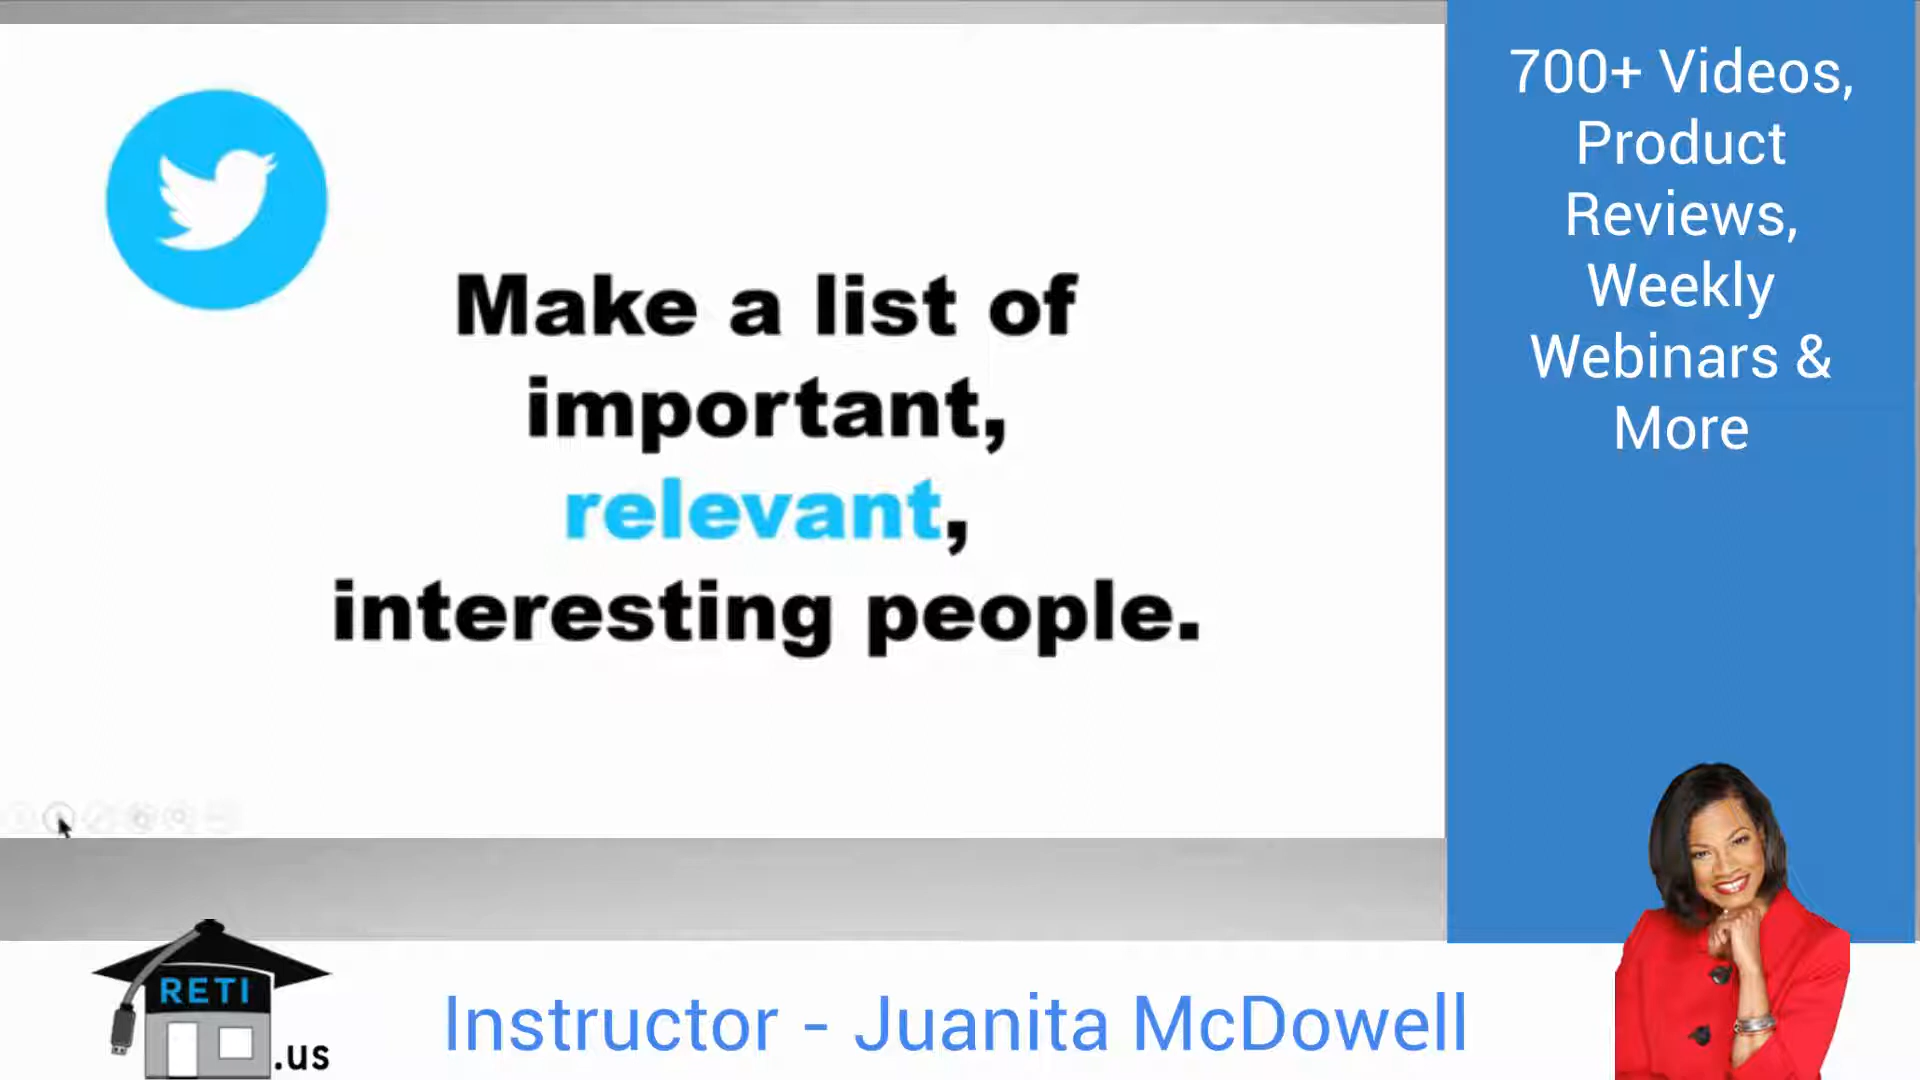 Make a list of
important,
relevant,
interesting people.
700+ Videos,
Product
Reviews,
Weekly
Webinars &
More
RETI
.us
Instructor - Juanita McDowell